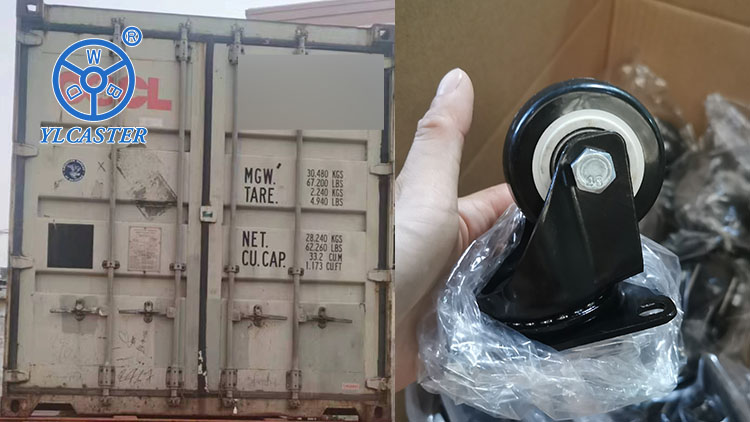 W
D B
®
YLCASTER
CL
MGW. 30.480 KGS
67.200 LBS
TARE. 2.240 KGS
4.940 LBS
NET. 28.240 KGS
62.260 LBS
CU.CAP. 33.2 CU.M
1.173 CU.FT